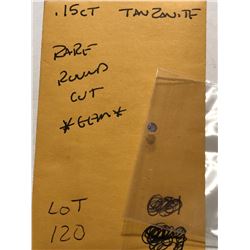 .15CT TANZONITE
RARE
ROUND
CUT
*GEM*
LOT
120